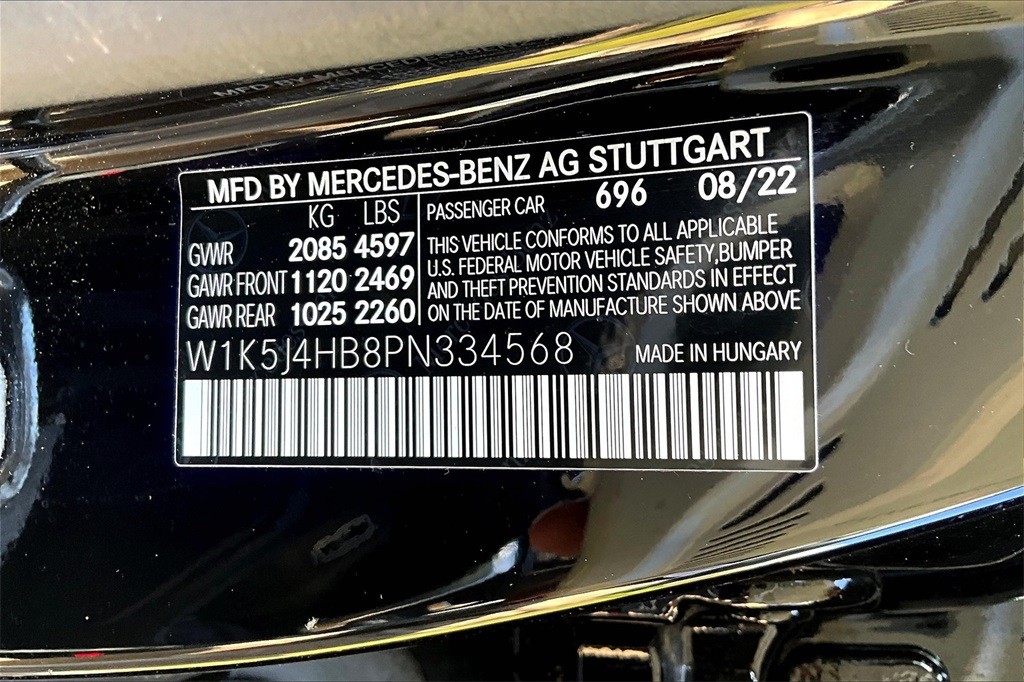 MFD BY MERCEDES-BENZ AG STUTTGART
KG LBS
GVWR 2085 4597
GAWR FRONT 1120 2469
GAWR REAR 1025 2260
PASSENGER CAR 696 08/22
THIS VEHICLE CONFORMS TO ALL APPLICABLE
U.S. FEDERAL MOTOR VEHICLE SAFETY,BUMPER
AND THEFT PREVENTION STANDARDS IN EFFECT
ON THE DATE OF MANUFACTURE SHOWN ABOVE
W1K5J4HB8PN334568 MADE IN HUNGARY